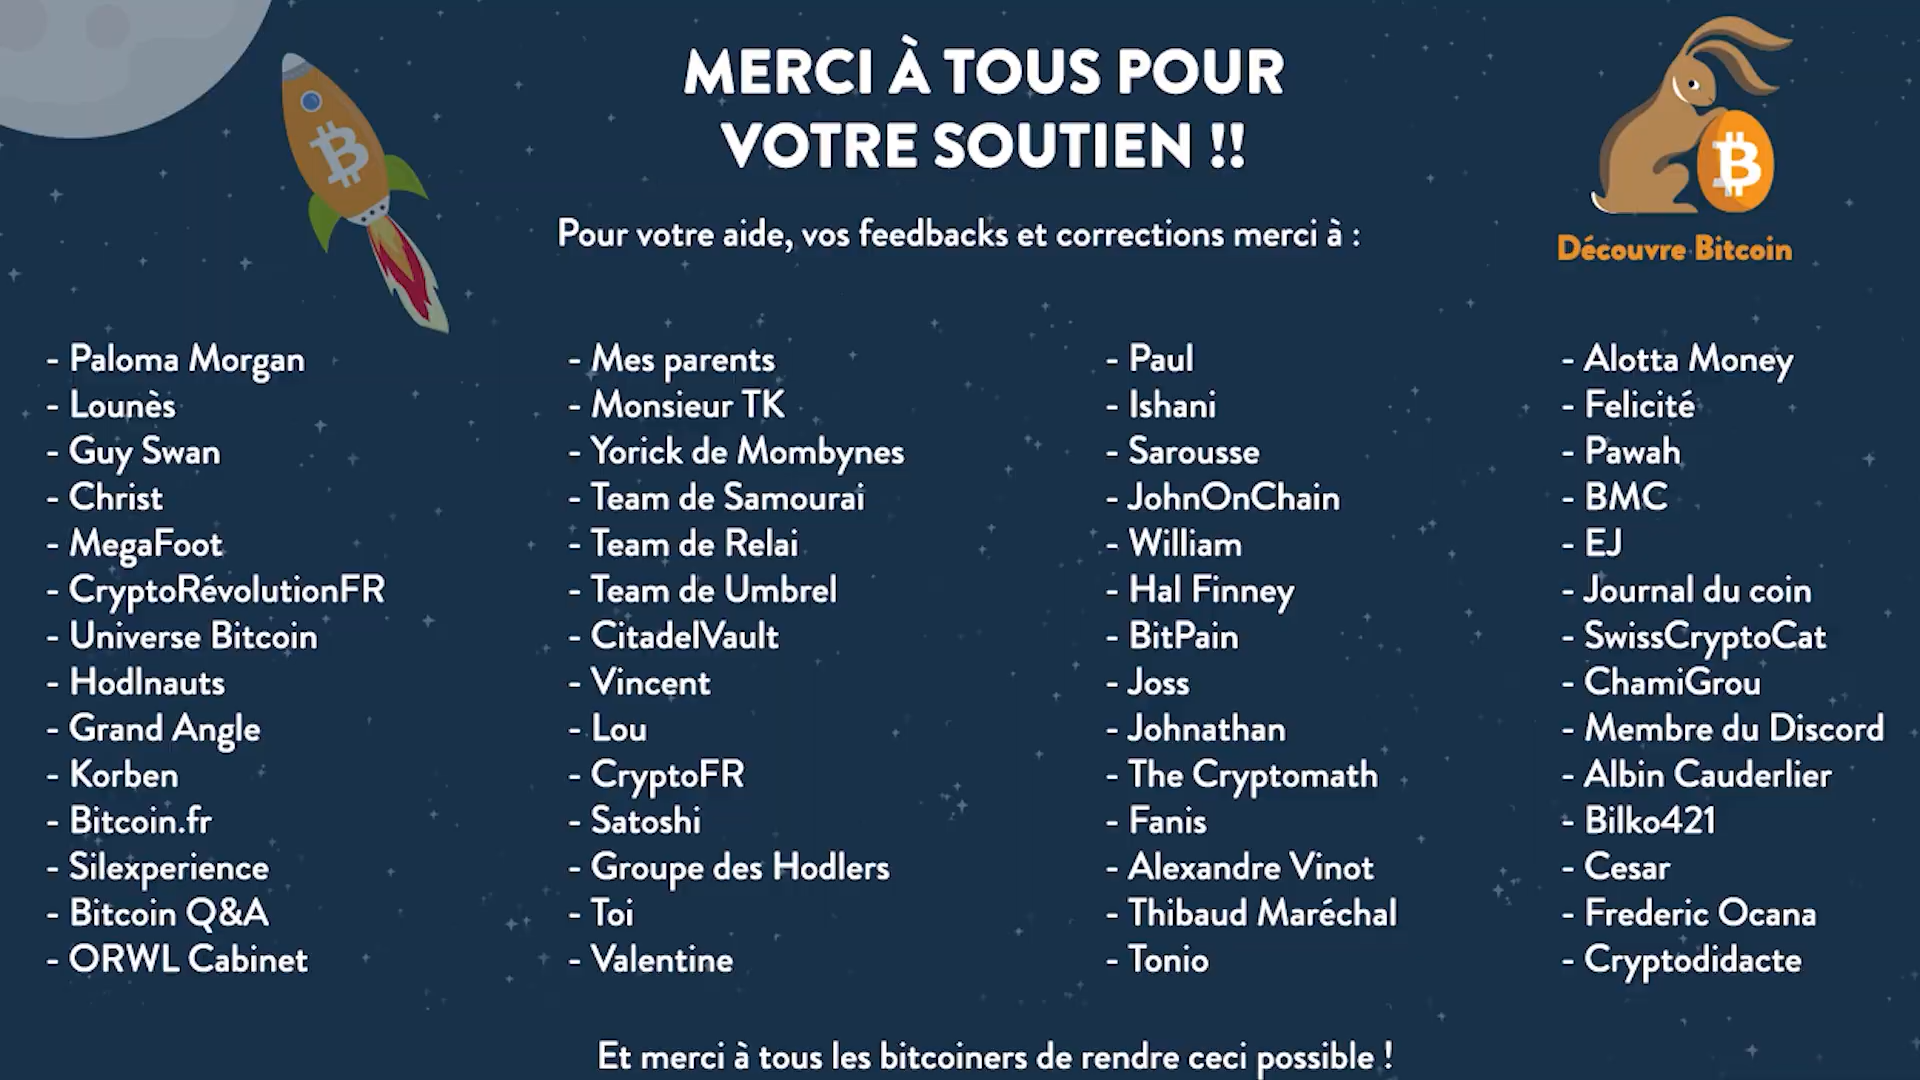 MERCI À TOUS POUR
VOTRE SOUTIEN !!
Découvre Bitcoin
Pour votre aide, vos feedbacks et corrections merci à :
- Paloma Morgan
- Lounès
- Guy Swan
- Christ
- MegaFoot
- CryptoRévolutionFR
- Universe Bitcoin
- Hodlnauts
- Grand Angle
- Korben
- Bitcoin.fr
- Silexperience
- Bitcoin Q&A
- ORWL Cabinet
- Mes parents
- Monsieur TK
- Yorick de Mombynes
- Team de Samourai
- Team de Relai
- Team de Umbrel
- CitadelVault
- Vincent
- Lou
- CryptoFR
- Satoshi
- Groupe des Hodlers
- Toi
- Valentine
- Paul
- Ishani
- Sarousse
- JohnOnChain
- William
- Hal Finney
- BitPain
- Joss
- Johnathan
- The Cryptomath
- Fanis
- Alexandre Vinot
- Thibaud Maréchal
- Tonio
- Alotta Money
- Felicité
- Pawah
- BMC
- EJ
- Journal du coin
- SwissCryptoCat
- ChamiGrou
- Membre du Discord
- Albin Cauderlier
- Bilko421
- Cesar
- Frederic Ocana
- Cryptodidacte
Et merci à tous les bitcoiners de rendre ceci possible !